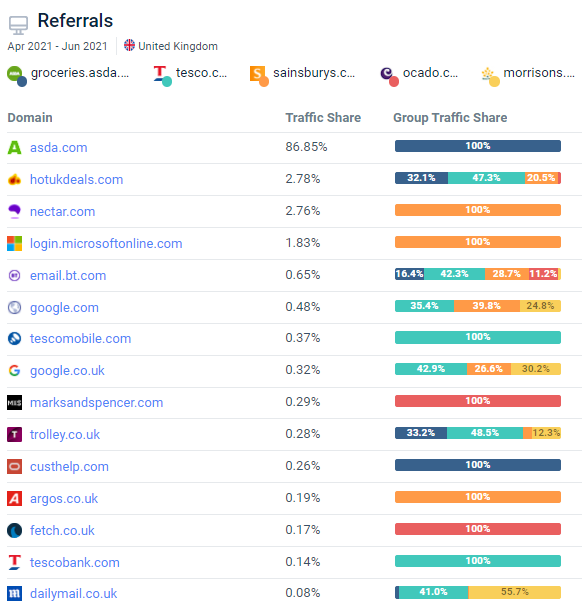 Referrals
Apr 2021 - Jun 2021 United Kingdom
groceries.asda.... tesco.c... sainsburys.c... ocado.c... morrisons....
Domain Traffic Share Group Traffic Share
asda.com 86.85% 100%
hotukdeals.com 2.78% 32.1% 47.3% 20.5%
nectar.com 2.76% 100%
login.microsoftonline.com 1.83% 100%
email.bt.com 0.65% 16.4% 42.3% 28.7% 11.2%
google.com 0.48% 35.4% 39.8% 24.8%
tescomobile.com 0.37% 100%
google.co.uk 0.32% 42.9% 26.6% 30.2%
marksandspencer.com 0.29% 100%
trolley.co.uk 0.28% 33.2% 48.5% 12.3%
custhelp.com 0.26% 100%
argos.co.uk 0.19% 100%
fetch.co.uk 0.17% 100%
tescobank.com 0.14% 100%
dailymail.co.uk 0.08% 41.0% 55.7%